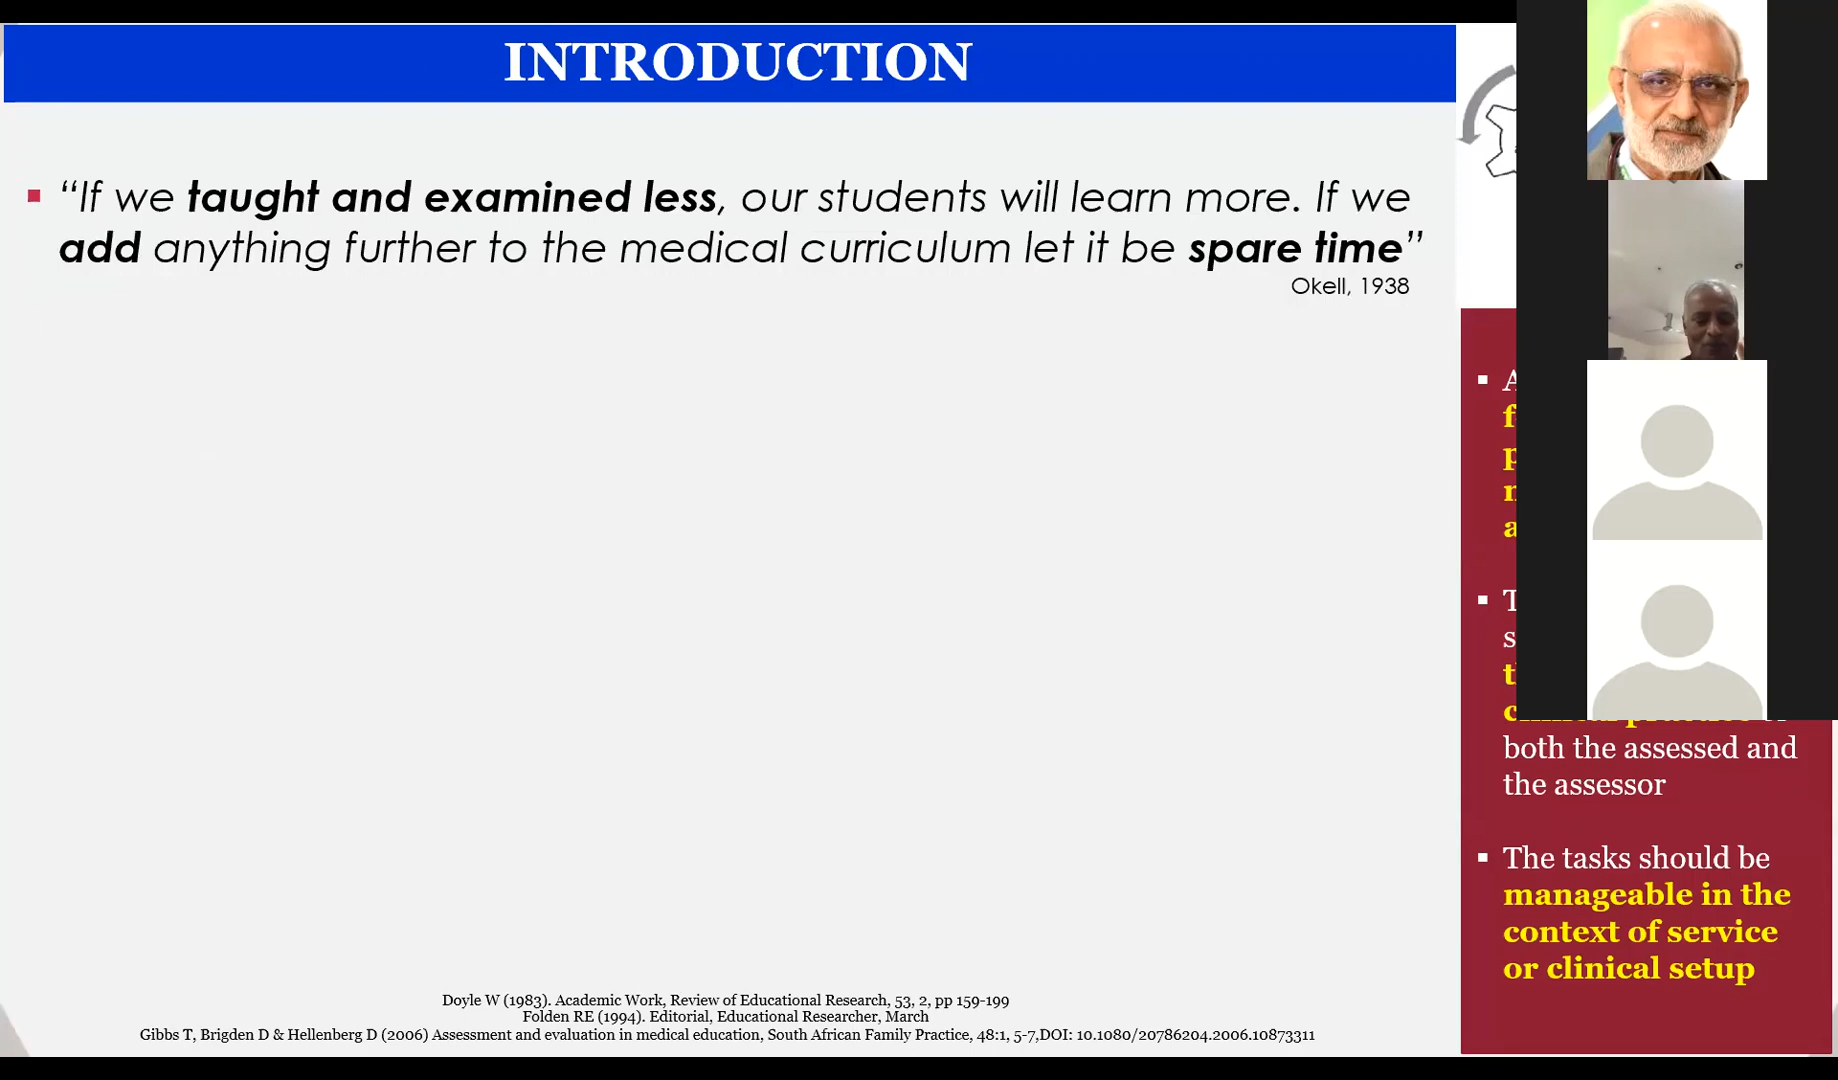 INTRODUCTION
“If we taught and examined less, our students will learn more. If we
add anything further to the medical curriculum let it be spare time”
Okell, 1938
both the assessed and
the assessor
The tasks should be
manageable in the
context of service
or clinical setup
Doyle W (1983). Academic Work, Review of Educational Research, 53, 2, pp 159-199
Folden RE (1994). Editorial, Educational Researcher, March
Gibbs T, Brigden D & Hellenberg D (2006) Assessment and evaluation in medical education, South African Family Practice, 48:1, 5-7,DOI: 10.1080/20786204.2006.10873311